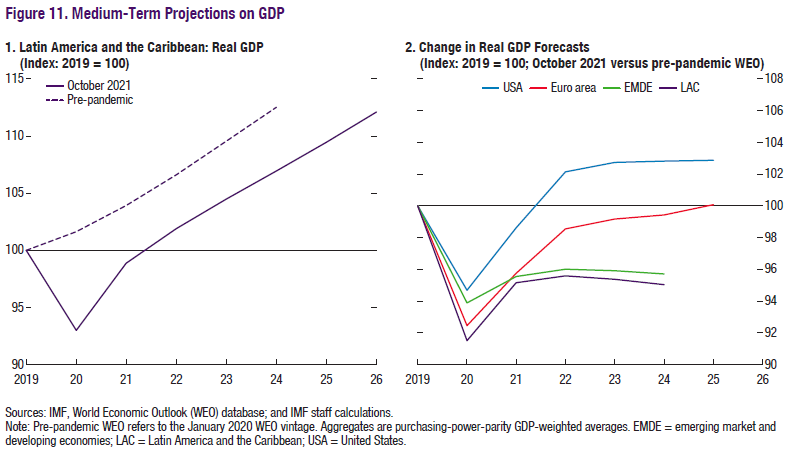 Figure 11. Medium-Term Projections on GDP
1. Latin America and the Caribbean: Real GDP
(Index: 2019 = 100)
115
October 2021
Pre-pandemic
110
105
100
95
90
2019 20 21 22 23 24 25 26
2. Change in Real GDP Forecasts
(Index: 2019 = 100; October 2021 versus pre-pandemic WEO)
108
USA Euro area EMDE LAC
106
104
102
100
98
96
94
92
90
2019 20 21 22 23 24 25 26
Sources: IMF, World Economic Outlook (WEO) database; and IMF staff calculations.
Note: Pre-pandemic WEO refers to the January 2020 WEO vintage. Aggregates are purchasing-power-parity GDP-weighted averages. EMDE = emerging market and
developing economies; LAC = Latin America and the Caribbean; USA = United States.